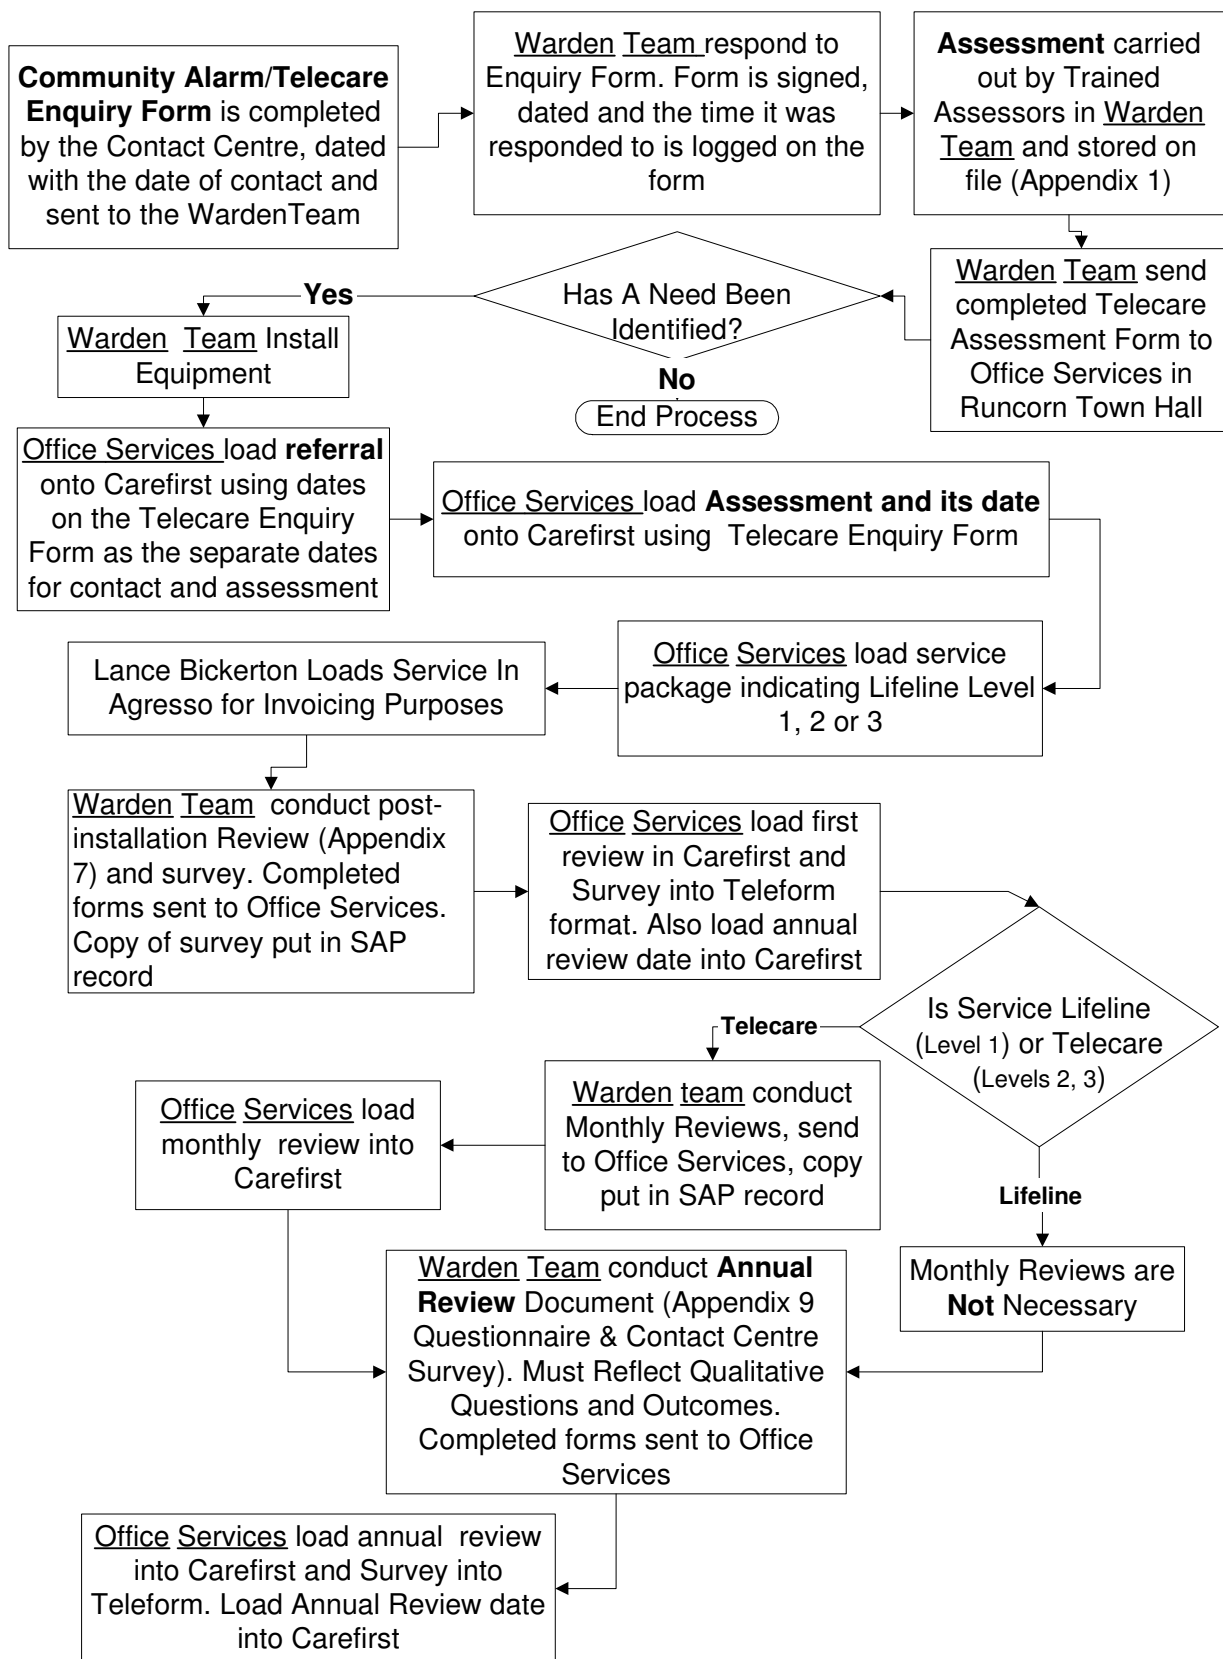 Community Alarm/Telecare
Enquiry Form is completed
by the Contact Centre, dated
with the date of contact and
sent to the WardenTeam
Warden Team respond to
Enquiry Form. Form is signed,
dated and the time it was
responded to is logged on the
form
Assessment carried
out by Trained
Assessors in Warden
Team and stored on
file (Appendix 1)
Warden Team send
completed Telecare
Assessment Form to
Office Services in
Runcorn Town Hall
Has A Need Been
Identified?
Yes
No
End Process
Warden Team Install
Equipment
Office Services load referral
onto Carefirst using dates
on the Telecare Enquiry
Form as the separate dates
for contact and assessment
Office Services load Assessment and its date
onto Carefirst using Telecare Enquiry Form
Office Services load service
package indicating Lifeline Level
1, 2 or 3
Lance Bickerton Loads Service In
Agresso for Invoicing Purposes
Warden Team conduct post-
installation Review (Appendix
7) and survey. Completed
forms sent to Office Services.
Copy of survey put in SAP
record
Office Services load first
review in Carefirst and
Survey into Teleform
format. Also load annual
review date into Carefirst
Is Service Lifeline
(Level 1) or Telecare
(Levels 2, 3)
Telecare
Warden team conduct
Monthly Reviews, send
to Office Services, copy
put in SAP record
Office Services load
monthly review into
Carefirst
Lifeline
Monthly Reviews are
Not Necessary
Warden Team conduct Annual
Review Document (Appendix 9
Questionnaire & Contact Centre
Survey). Must Reflect Qualitative
Questions and Outcomes.
Completed forms sent to Office
Services
Office Services load annual review
into Carefirst and Survey into
Teleform. Load Annual Review date
into Carefirst